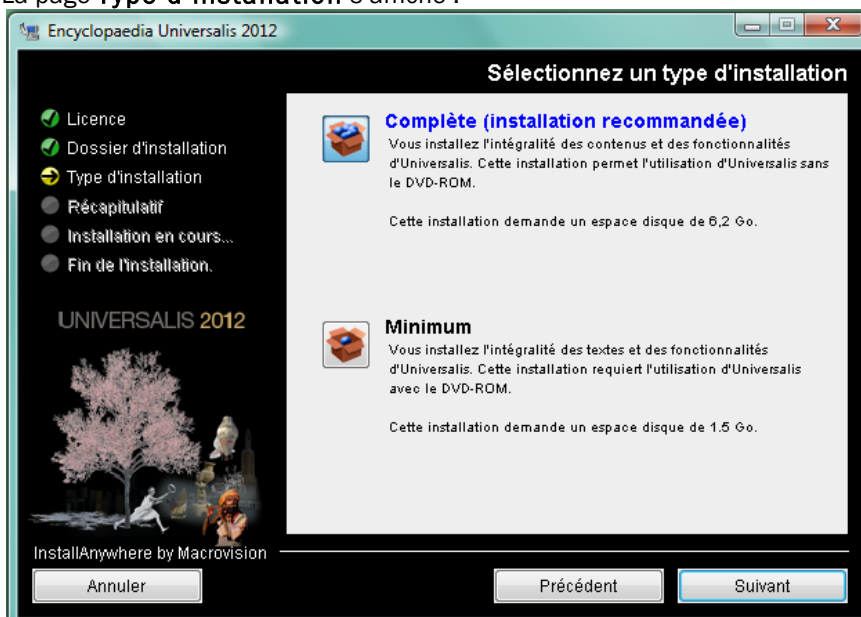 La page Type d'installation s'affiche :
Encyclopaedia Universalis 2012
Sélectionnez un type d'installation
Licence
Dossier d'installation
Type d'installation
Récapitulatif
Installation en cours...
Fin de l'installation.
UNIVERSALIS 2012
Complète (installation recommandée)
Vous installez l'intégralité des contenus et des fonctionnalités
d'Universalis. Cette installation permet l'utilisation d'Universalis sans
le DVD-ROM.
Cette installation demande un espace disque de 6,2 Go.
Minimum
Vous installez l'intégralité des textes et des fonctionnalités
d'Universalis. Cette installation requiert l'utilisation d'Universalis
avec le DVD-ROM.
Cette installation demande un espace disque de 1.5 Go.
InstallAnywhere by Macrovision
Annuler
Précédent
Suivant